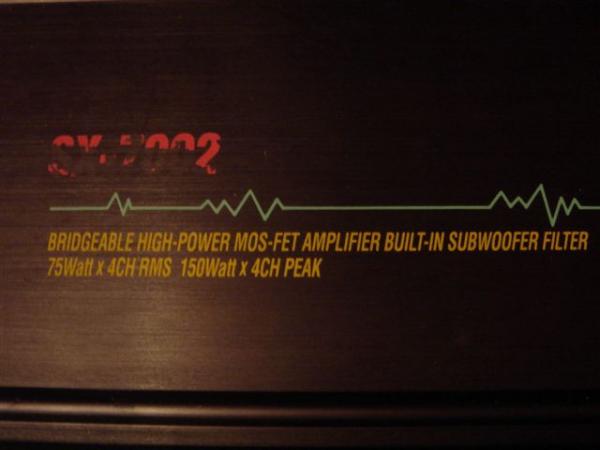 BRIDGEABLE HIGH-POWER MOS-FET AMPLIFIER BUILT-IN SUBWOOFER FILTER
75Watt x 4CH RMS 150Watt x 4CH PEAK